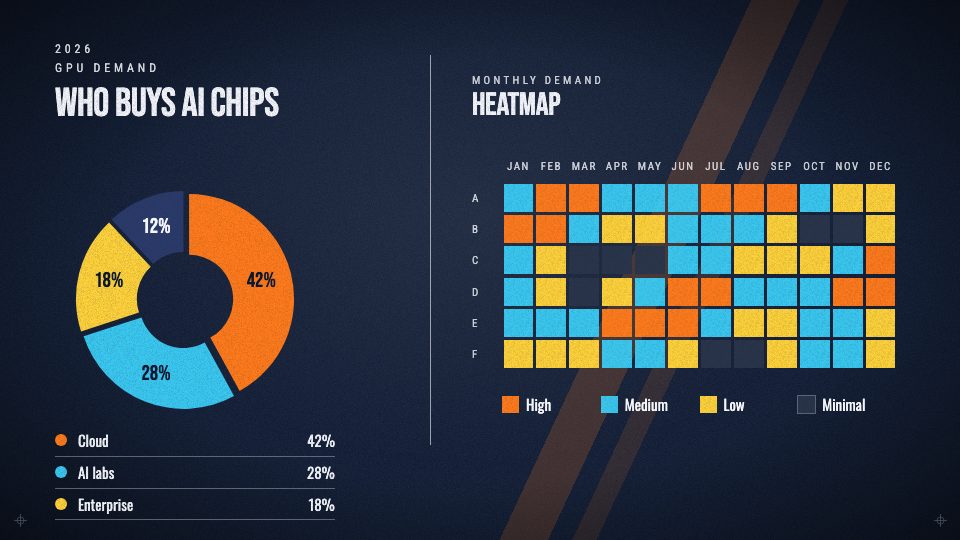 2026
GPU DEMAND
WHO BUYS AI CHIPS
12%
42%
18%
28%
Cloud 42%
AI labs 28%
Enterprise 18%
MONTHLY DEMAND
HEATMAP
JAN FEB MAR APR MAY JUN JUL AUG SEP OCT NOV DEC
A
B
C
D
E
F
High Medium Low Minimal